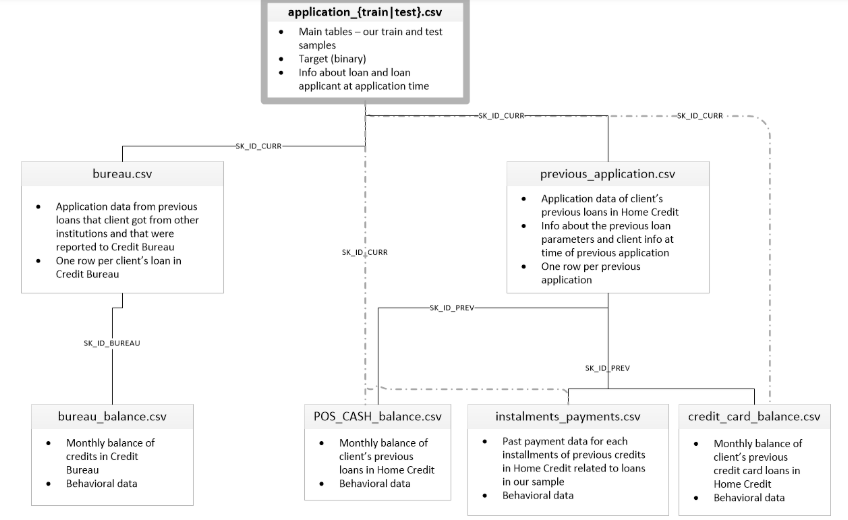 application_{train|test}.csv
Main tables – our train and test
samples
Target (binary)
Info about loan and loan
applicant at application time
SK_ID_CURR
SK_ID_CURR
SK_ID_CURR
bureau.csv
Application data from previous
loans that client got from other
institutions and that were
reported to Credit Bureau
One row per client's loan in
Credit Bureau
previous_application.csv
Application data of client's
previous loans in Home Credit
Info about the previous loan
parameters and client info at
time of previous application
One row per previous
application
SK_ID_CURR
SK_ID_PREV
SK_ID_BUREAU
SK_ID_PREV
bureau_balance.csv
Monthly balance of
credits in Credit
Bureau
Behavioral data
POS_CASH_balance.csv
Monthly balance of
client's previous
loans in Home Credit
Behavioral data
instalments_payments.csv
Past payment data for each
installments of previous credits
in Home Credit related to loans
in our sample
Behavioral data
credit_card_balance.csv
Monthly balance of
client's previous
credit card loans in
Home Credit
Behavioral data